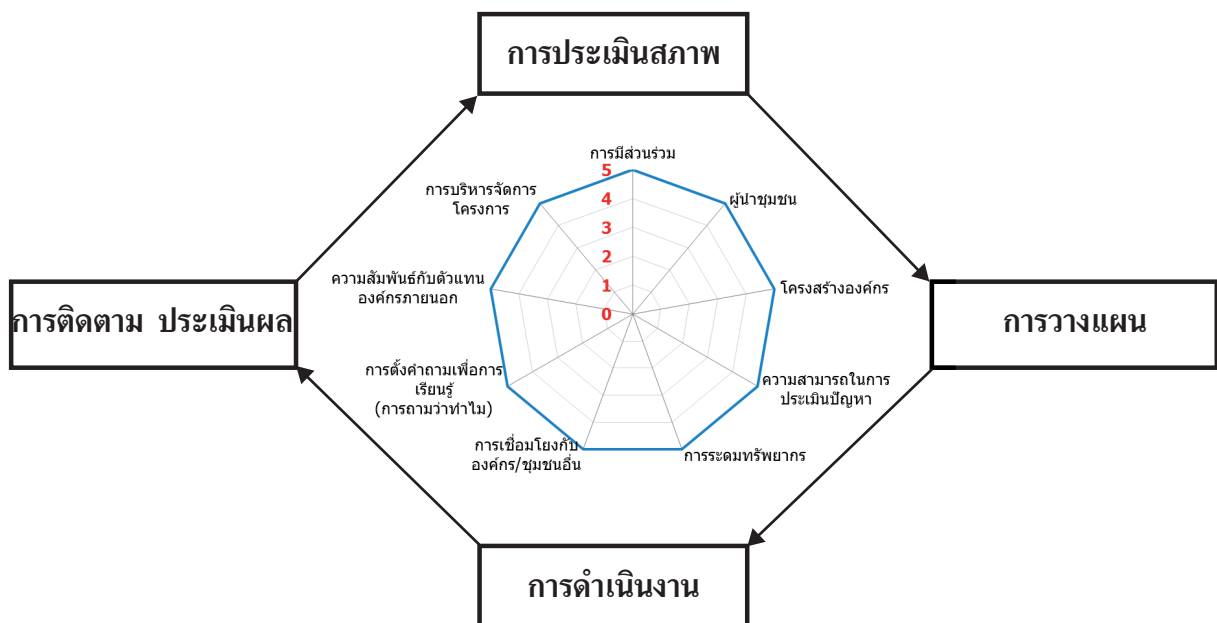 การประเมินสภาพ
การมีส่วนร่วม
5
4
3
2
1
0
ผู้นำชุมชน
โครงสร้างองค์กร
ความสามารถในการ
ประเมินปัญหา
การระดมทรัพยากร
การเชื่อมโยงกับ
องค์กร/ชุมชนอื่น
การตั้งคำถามเพื่อการ
เรียนรู้
(การถามว่าทำไม)
ความสัมพันธ์กับตัวแทน
องค์กรภายนอก
การบริหารจัดการ
โครงการ
การติดตาม ประเมินผล
การวางแผน
การดำเนินงาน